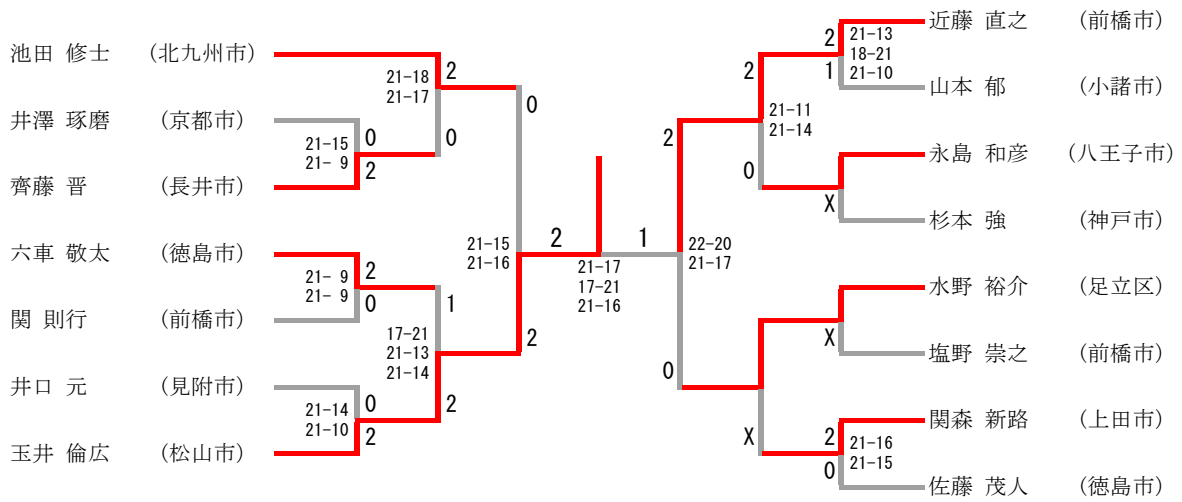 池田 修士 (北九州市)
21-18
21-17
2
0
井澤 琢磨 (京都市)
21-15
21- 9
0
2
齊藤 晋 (長井市)
0
六車 敬太 (徳島市)
21- 9
21- 9
2
0
関 則行 (前橋市)
17-21
21-13
21-14
1
2
井口 元 (見附市)
21-14
21-10
0
2
玉井 倫広 (松山市)
21-15
21-16
2
2
21-17
17-21
21-16
1
近藤 直之 (前橋市)
2
21-13
18-21
21-10
1
山本 郁 (小諸市)
2
21-11
21-14
0
永島 和彦 (八王子市)
X
杉本 強 (神戸市)
2
22-20
21-17
0
水野 裕介 (足立区)
X
塩野 崇之 (前橋市)
X
関森 新路 (上田市)
2
21-16
21-15
0
佐藤 茂人 (徳島市)